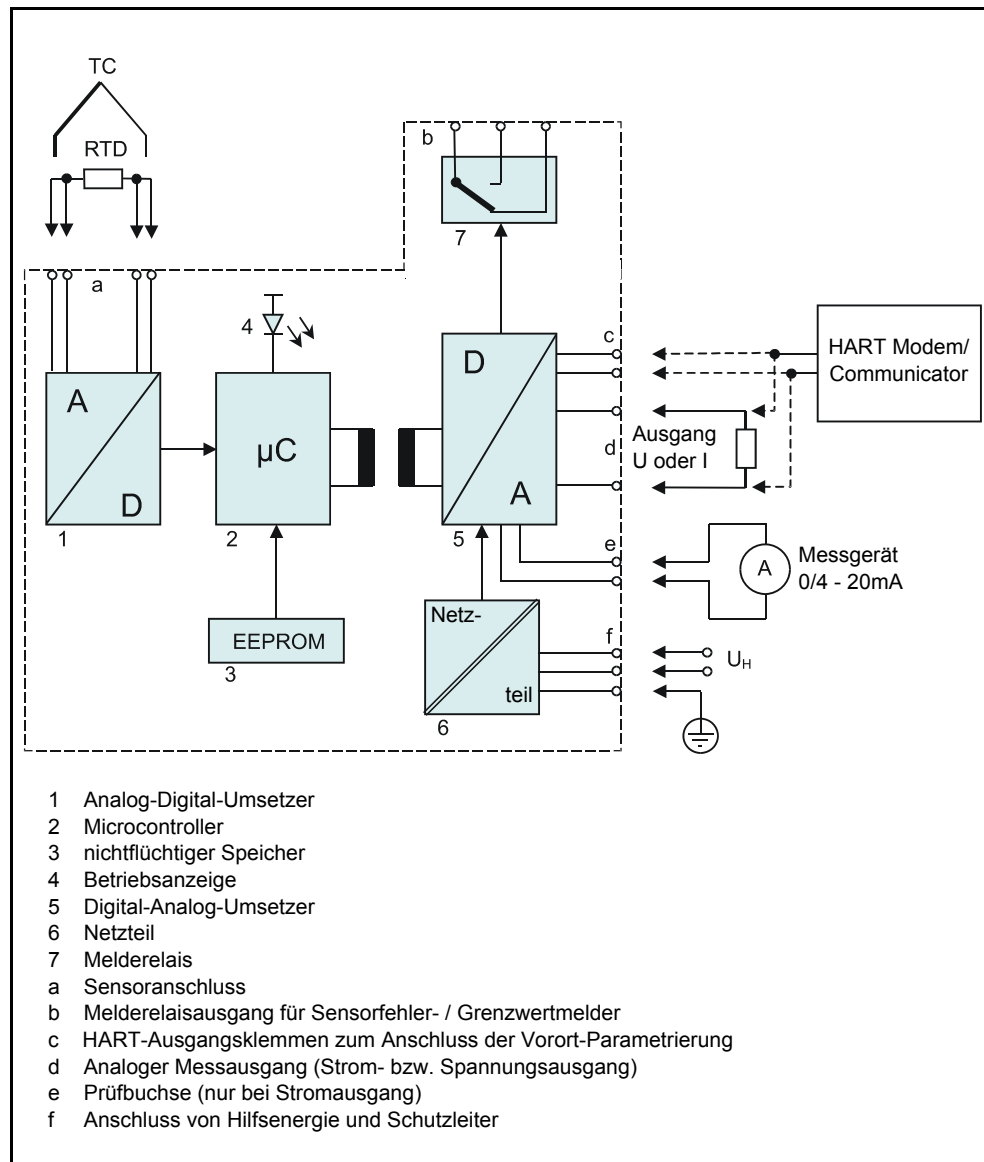 TC
RTD
b
7
a
4
c
HART Modem/
Communicator
A
D
1
µC
2
D
A
5
Ausgang
U oder I
d
e
A
Messgerät
0/4 - 20mA
EEPROM
3
Netz-
teil
6
f
UH
1 Analog-Digital-Umsetzer
2 Microcontroller
3 nichtflüchtiger Speicher
4 Betriebsanzeige
5 Digital-Analog-Umsetzer
6 Netzteil
7 Melderelais
a Sensoranschluss
b Melderelaisausgang für Sensorfehler- / Grenzwertmelder
c HART-Ausgangsklemmen zum Anschluss der Vorort-Parametrierung
d Analoger Messausgang (Strom- bzw. Spannungsausgang)
e Prüfbuchse (nur bei Stromausgang)
f Anschluss von Hilfsenergie und Schutzleiter